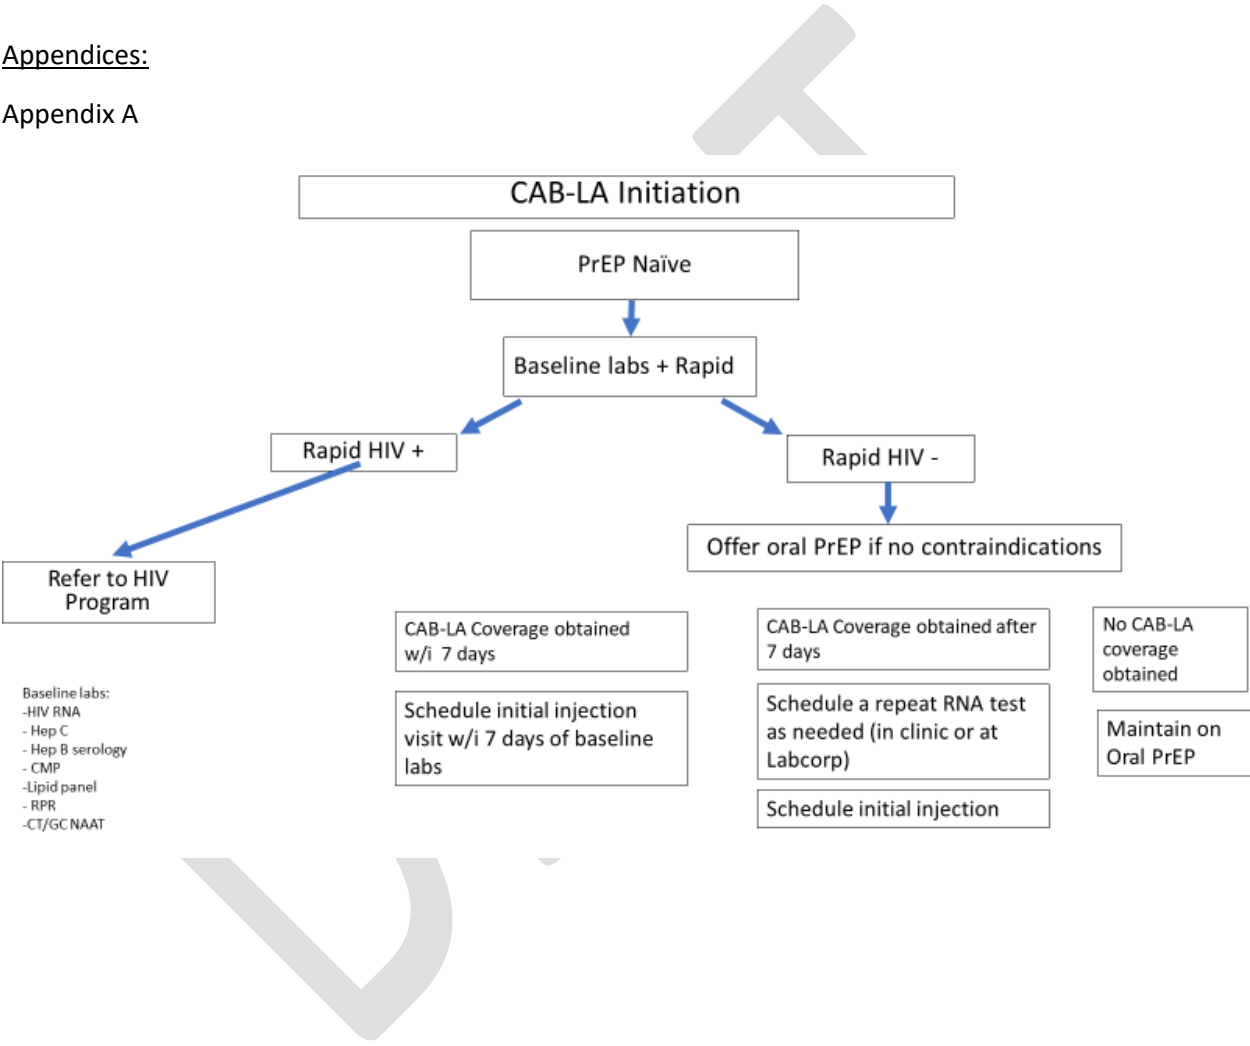 Appendices:
Appendix A
CAB-LA Initiation
PrEP Naïve
Baseline labs + Rapid
Rapid HIV +
Rapid HIV -
Offer oral PrEP if no contraindications
Refer to HIV
Program
CAB-LA Coverage obtained
w/i 7 days
Schedule initial injection
visit w/i 7 days of baseline
labs
CAB-LA Coverage obtained after
7 days
Schedule a repeat RNA test
as needed (in clinic or at
Labcorp)
Schedule initial injection
No CAB-LA
coverage
obtained
Maintain on
Oral PrEP
Baseline labs:
-HIV RNA
- Hep C
- Hep B serology
- CMP
-Lipid panel
- RPR
-CT/GC NAAT